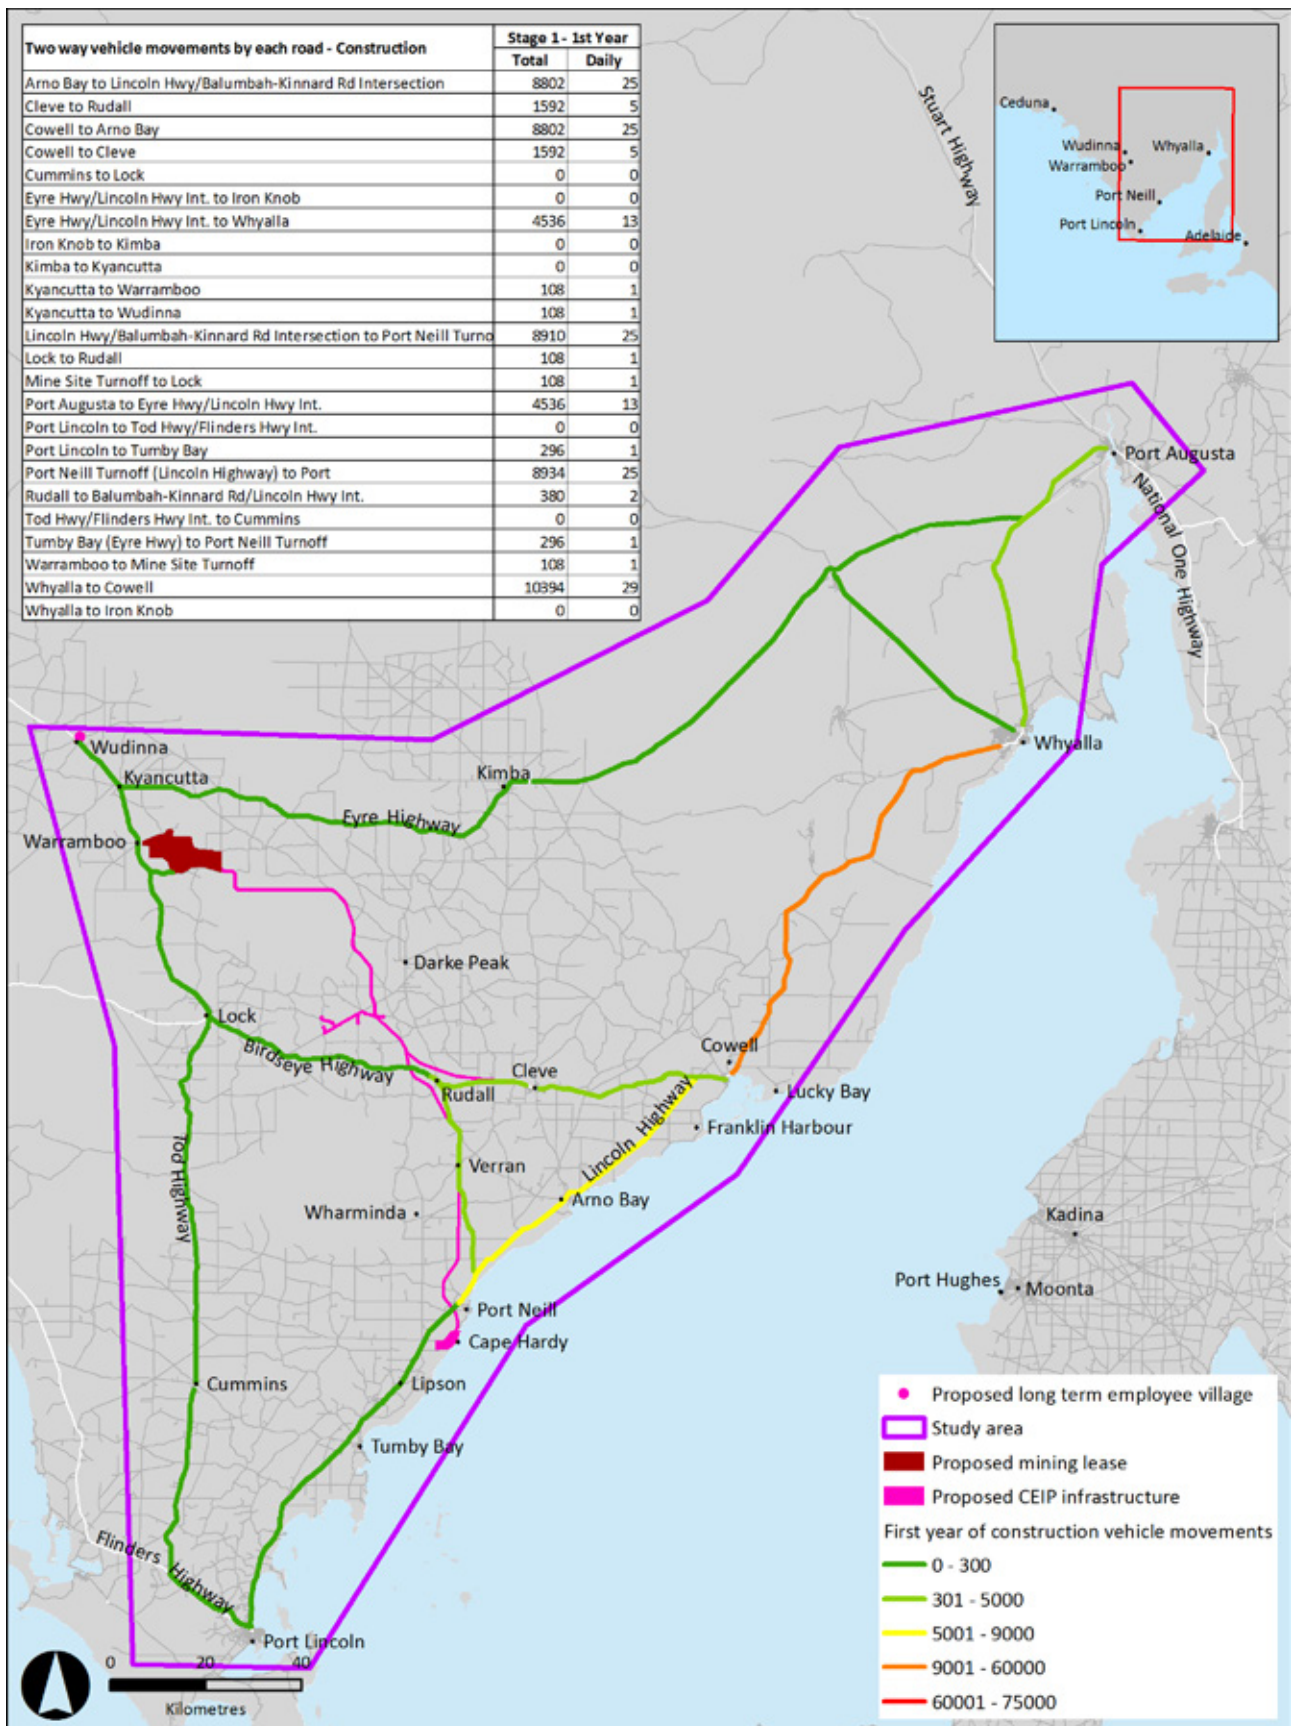 Two way vehicle movements by each road - Construction Stage 1 - 1st Year
Total Daily
Arno Bay to Lincoln Hwy/Balumbah-Kinnard Rd Intersection 8802 25
Cleve to Rudall 1592 5
Cowell to Arno Bay 8802 25
Cowell to Cleve 1592 5
Cummins to Lock 0 0
Eyre Hwy/Lincoln Hwy Int. to Iron Knob 0 0
Eyre Hwy/Lincoln Hwy Int. to Whyalla 4536 13
Iron Knob to Kimba 0 0
Kimba to Kyancutta 0 0
Kyancutta to Warramboo 108 1
Kyancutta to Wudinna 108 1
Lincoln Hwy/Balumbah-Kinnard Rd Intersection to Port Neill Turno 8910 25
Lock to Rudall 108 1
Mine Site Turnoff to Lock 108 1
Port Augusta to Eyre Hwy/Lincoln Hwy Int. 4536 13
Port Lincoln to Tod Hwy/Flinders Hwy Int. 0 0
Port Lincoln to Tumby Bay 296 1
Port Neill Turnoff (Lincoln Highway) to Port 8934 25
Rudall to Balumbah-Kinnard Rd/Lincoln Hwy Int. 380 2
Tod Hwy/Flinders Hwy Int. to Cummins 0 0
Tumby Bay (Eyre Hwy) to Port Neill Turnoff 296 1
Warramboo to Mine Site Turnoff 108 1
Whyalla to Cowell 10394 29
Whyalla to Iron Knob 0 0
Ceduna
Wudinna
Whyalla
Warramboo
Port Neill
Port Lincoln
Adelaide
Stuart Highway
Port Augusta
National One Highway
Wudinna
Whyalla
Kyancutta
Kimba
Eyre Highway
Warramboo
Darke Peak
Lock
Birdseye Highway
Cowell
Cleve
Rudall
Lucky Bay
Lincoln Highway
Franklin Harbour
Tod Highway
Verran
Arno Bay
Wharminda
Kadina
Port Hughes
Moonta
Port Neill
Cape Hardy
Cummins
Lipson
Tumby Bay
Flinders Highway
Port Lincoln
0 20 40
Kilometres
Proposed long term employee village
Study area
Proposed mining lease
Proposed CEIP infrastructure
First year of construction vehicle movements
0 - 300
301 - 5000
5001 - 9000
9001 - 60000
60001 - 75000